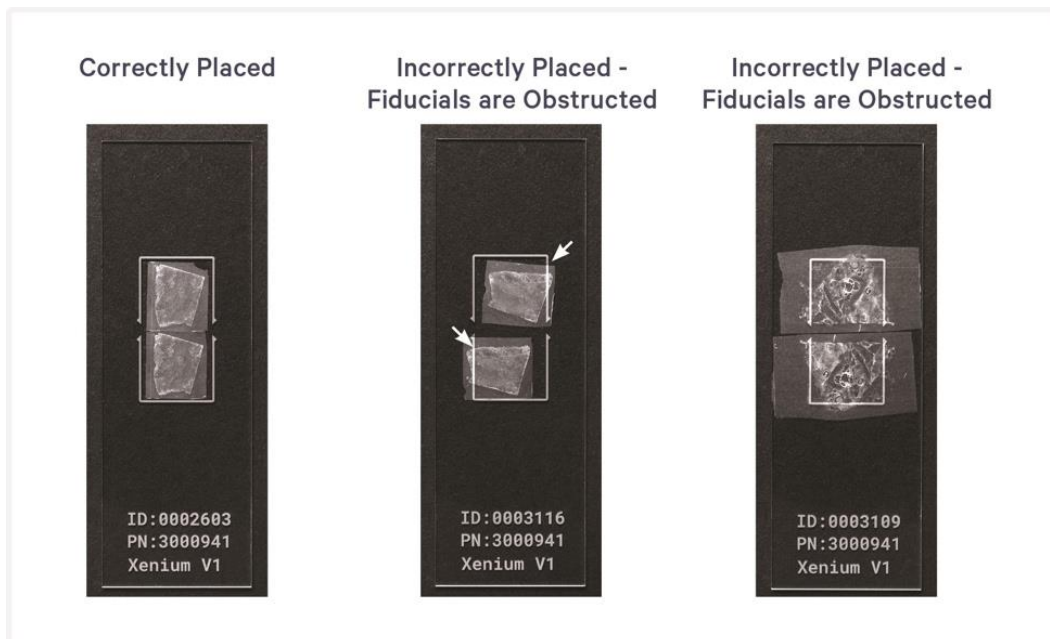 Correctly Placed
Incorrectly Placed -
Fiducials are Obstructed
Incorrectly Placed -
Fiducials are Obstructed
ID:0002603
PN:3000941
Xenium V1
ID:0003116
PN:3000941
Xenium V1
ID:0003109
PN:3000941
Xenium V1